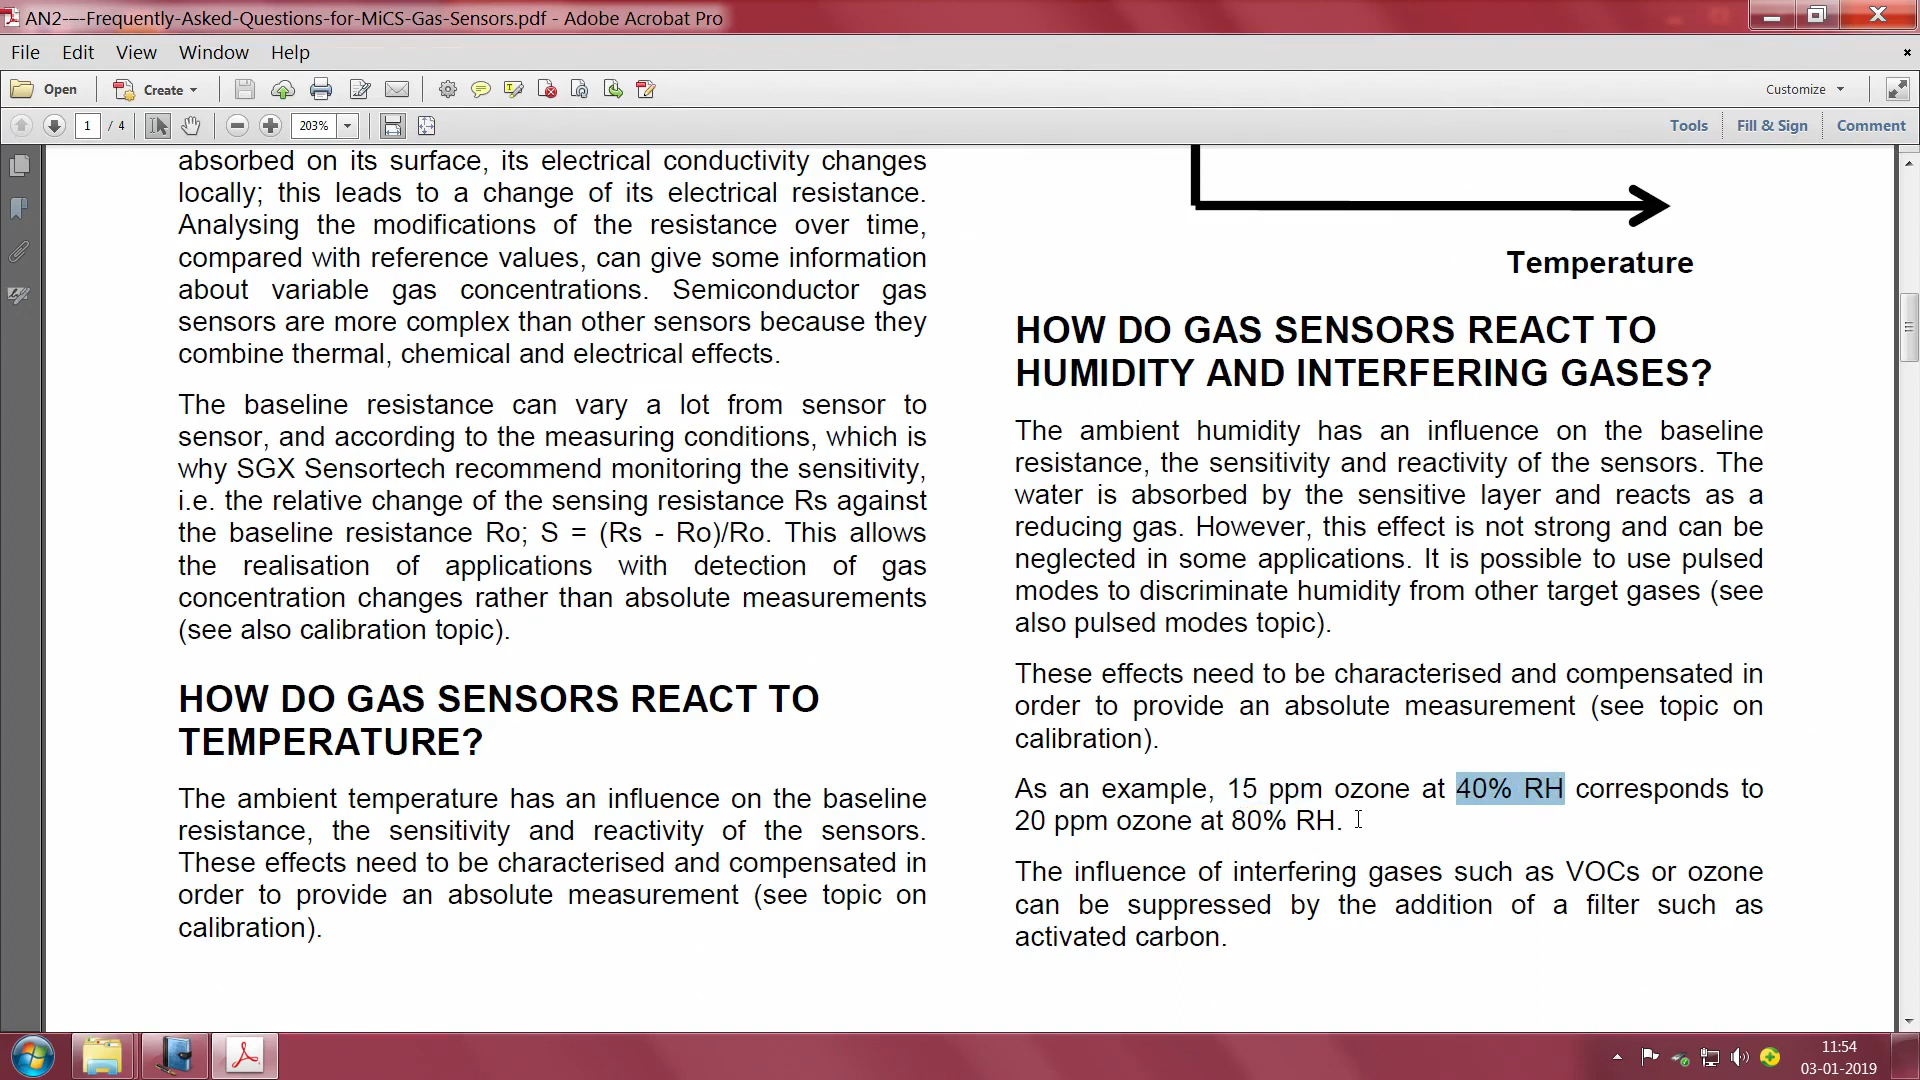 AN2-–-Frequently-Asked-Questions-for-MiCS-Gas-Sensors.pdf - Adobe Acrobat Pro
File Edit View Window Help
Open Create Customize
1 / 4 203% Tools Fill & Sign Comment
absorbed on its surface, its electrical conductivity changes
locally; this leads to a change of its electrical resistance.
Analysing the modifications of the resistance over time,
compared with reference values, can give some information
about variable gas concentrations. Semiconductor gas
sensors are more complex than other sensors because they
combine thermal, chemical and electrical effects.
The baseline resistance can vary a lot from sensor to
sensor, and according to the measuring conditions, which is
why SGX Sensortech recommend monitoring the sensitivity,
i.e. the relative change of the sensing resistance Rs against
the baseline resistance Ro; S = (Rs - Ro)/Ro. This allows
the realisation of applications with detection of gas
concentration changes rather than absolute measurements
(see also calibration topic).
HOW DO GAS SENSORS REACT TO
TEMPERATURE?
The ambient temperature has an influence on the baseline
resistance, the sensitivity and reactivity of the sensors.
These effects need to be characterised and compensated in
order to provide an absolute measurement (see topic on
calibration).
Temperature
HOW DO GAS SENSORS REACT TO
HUMIDITY AND INTERFERING GASES?
The ambient humidity has an influence on the baseline
resistance, the sensitivity and reactivity of the sensors. The
water is absorbed by the sensitive layer and reacts as a
reducing gas. However, this effect is not strong and can be
neglected in some applications. It is possible to use pulsed
modes to discriminate humidity from other target gases (see
also pulsed modes topic).
These effects need to be characterised and compensated in
order to provide an absolute measurement (see topic on
calibration).
As an example, 15 ppm ozone at 40% RH corresponds to
20 ppm ozone at 80% RH.
The influence of interfering gases such as VOCs or ozone
can be suppressed by the addition of a filter such as
activated carbon.
11:54
03-01-2019